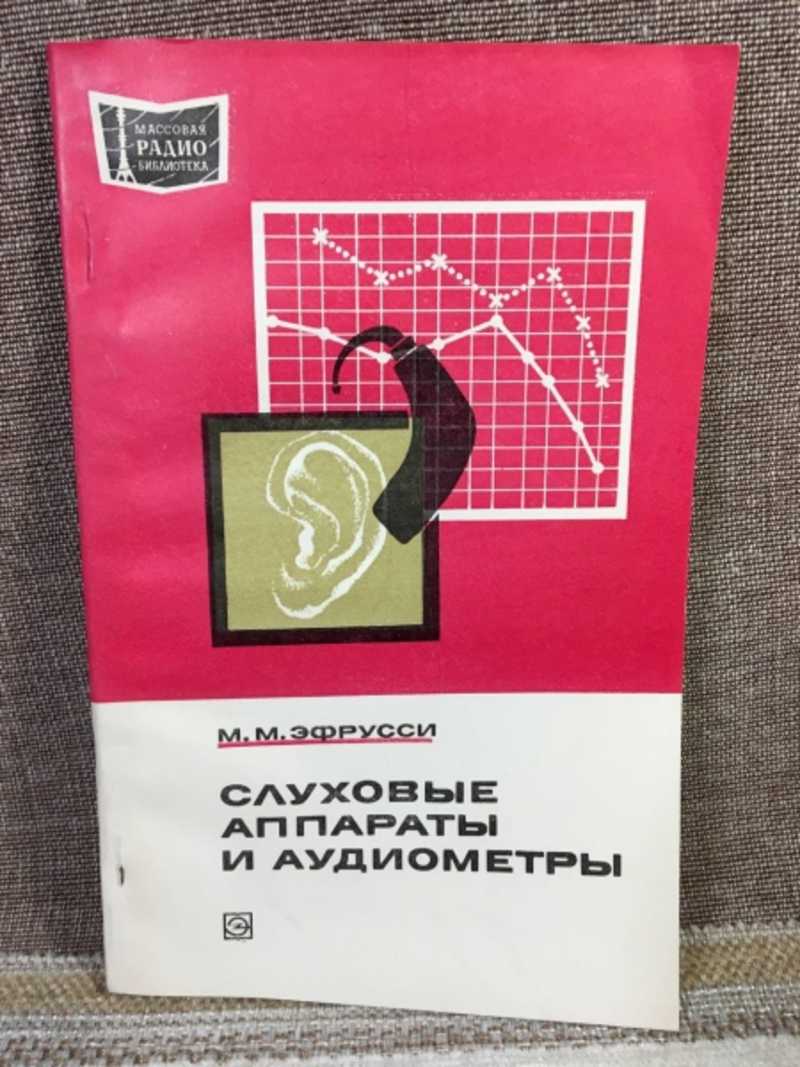 МАССОВАЯ
РАДИО
БИБЛИОТЕКА
М. М. ЭФРУССИ
СЛУХОВЫЕ
АППАРАТЫ
И АУДИОМЕТРЫ